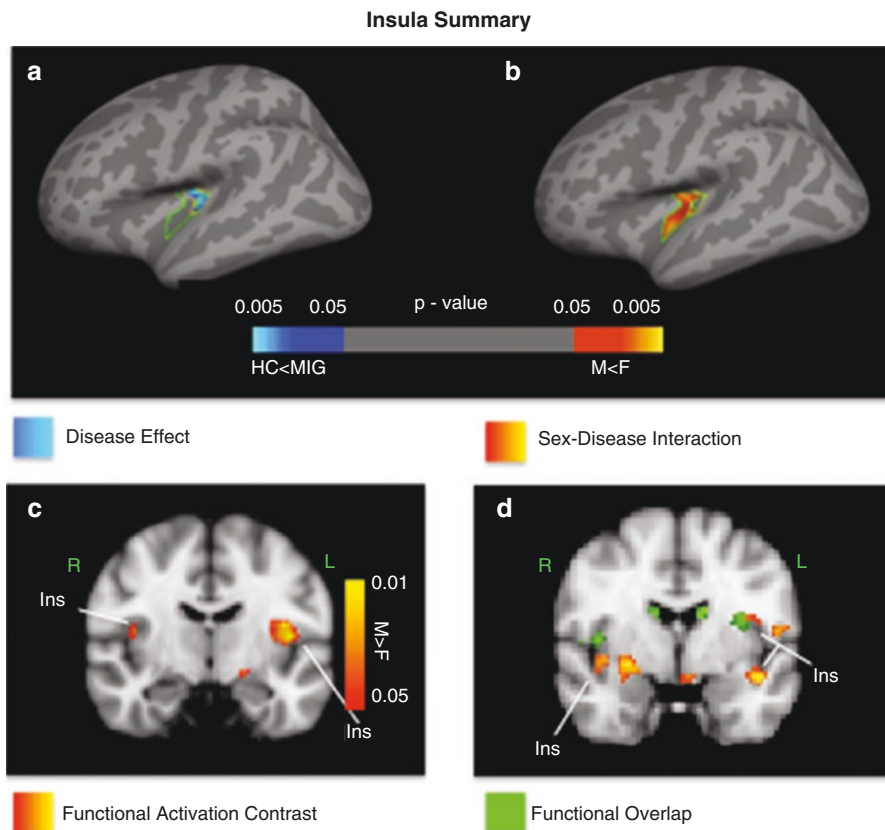 Insula Summary
a
b
0.005 0.05 p - value 0.05 0.005
HC<MIG M<F
Disease Effect
Sex-Disease Interaction
c
R
L
Ins
0.01
M>F
0.05
Ins
d
R
L
Ins
Ins
Functional Activation Contrast
Functional Overlap